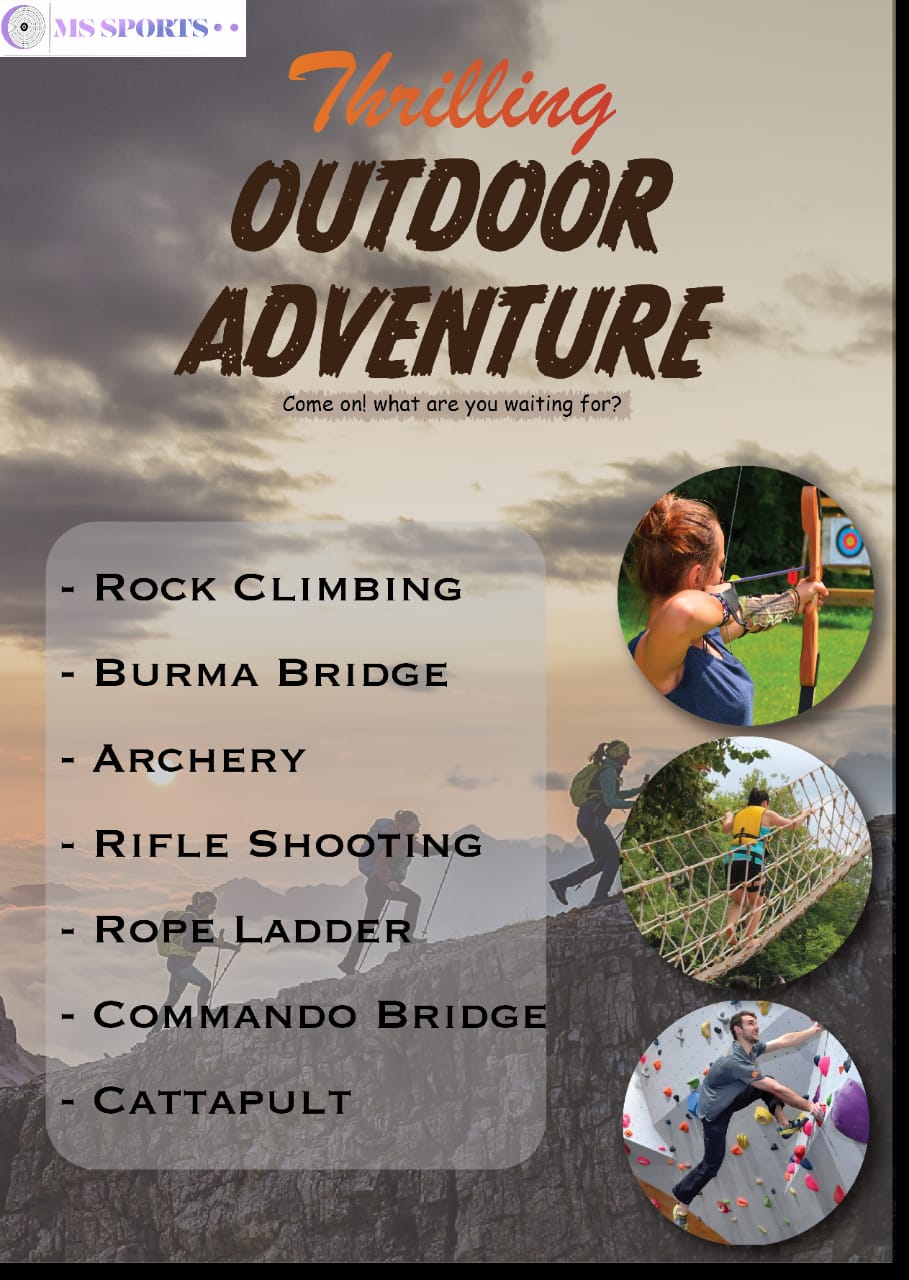 MS SPORTS
Thrilling
OUTDOOR
ADVENTURE
Come on! what are you waiting for?
- ROCK CLIMBING
- BURMA BRIDGE
- ARCHERY
- RIFLE SHOOTING
- ROPE LADDER
- COMMANDO BRIDGE
- CATTAPULT